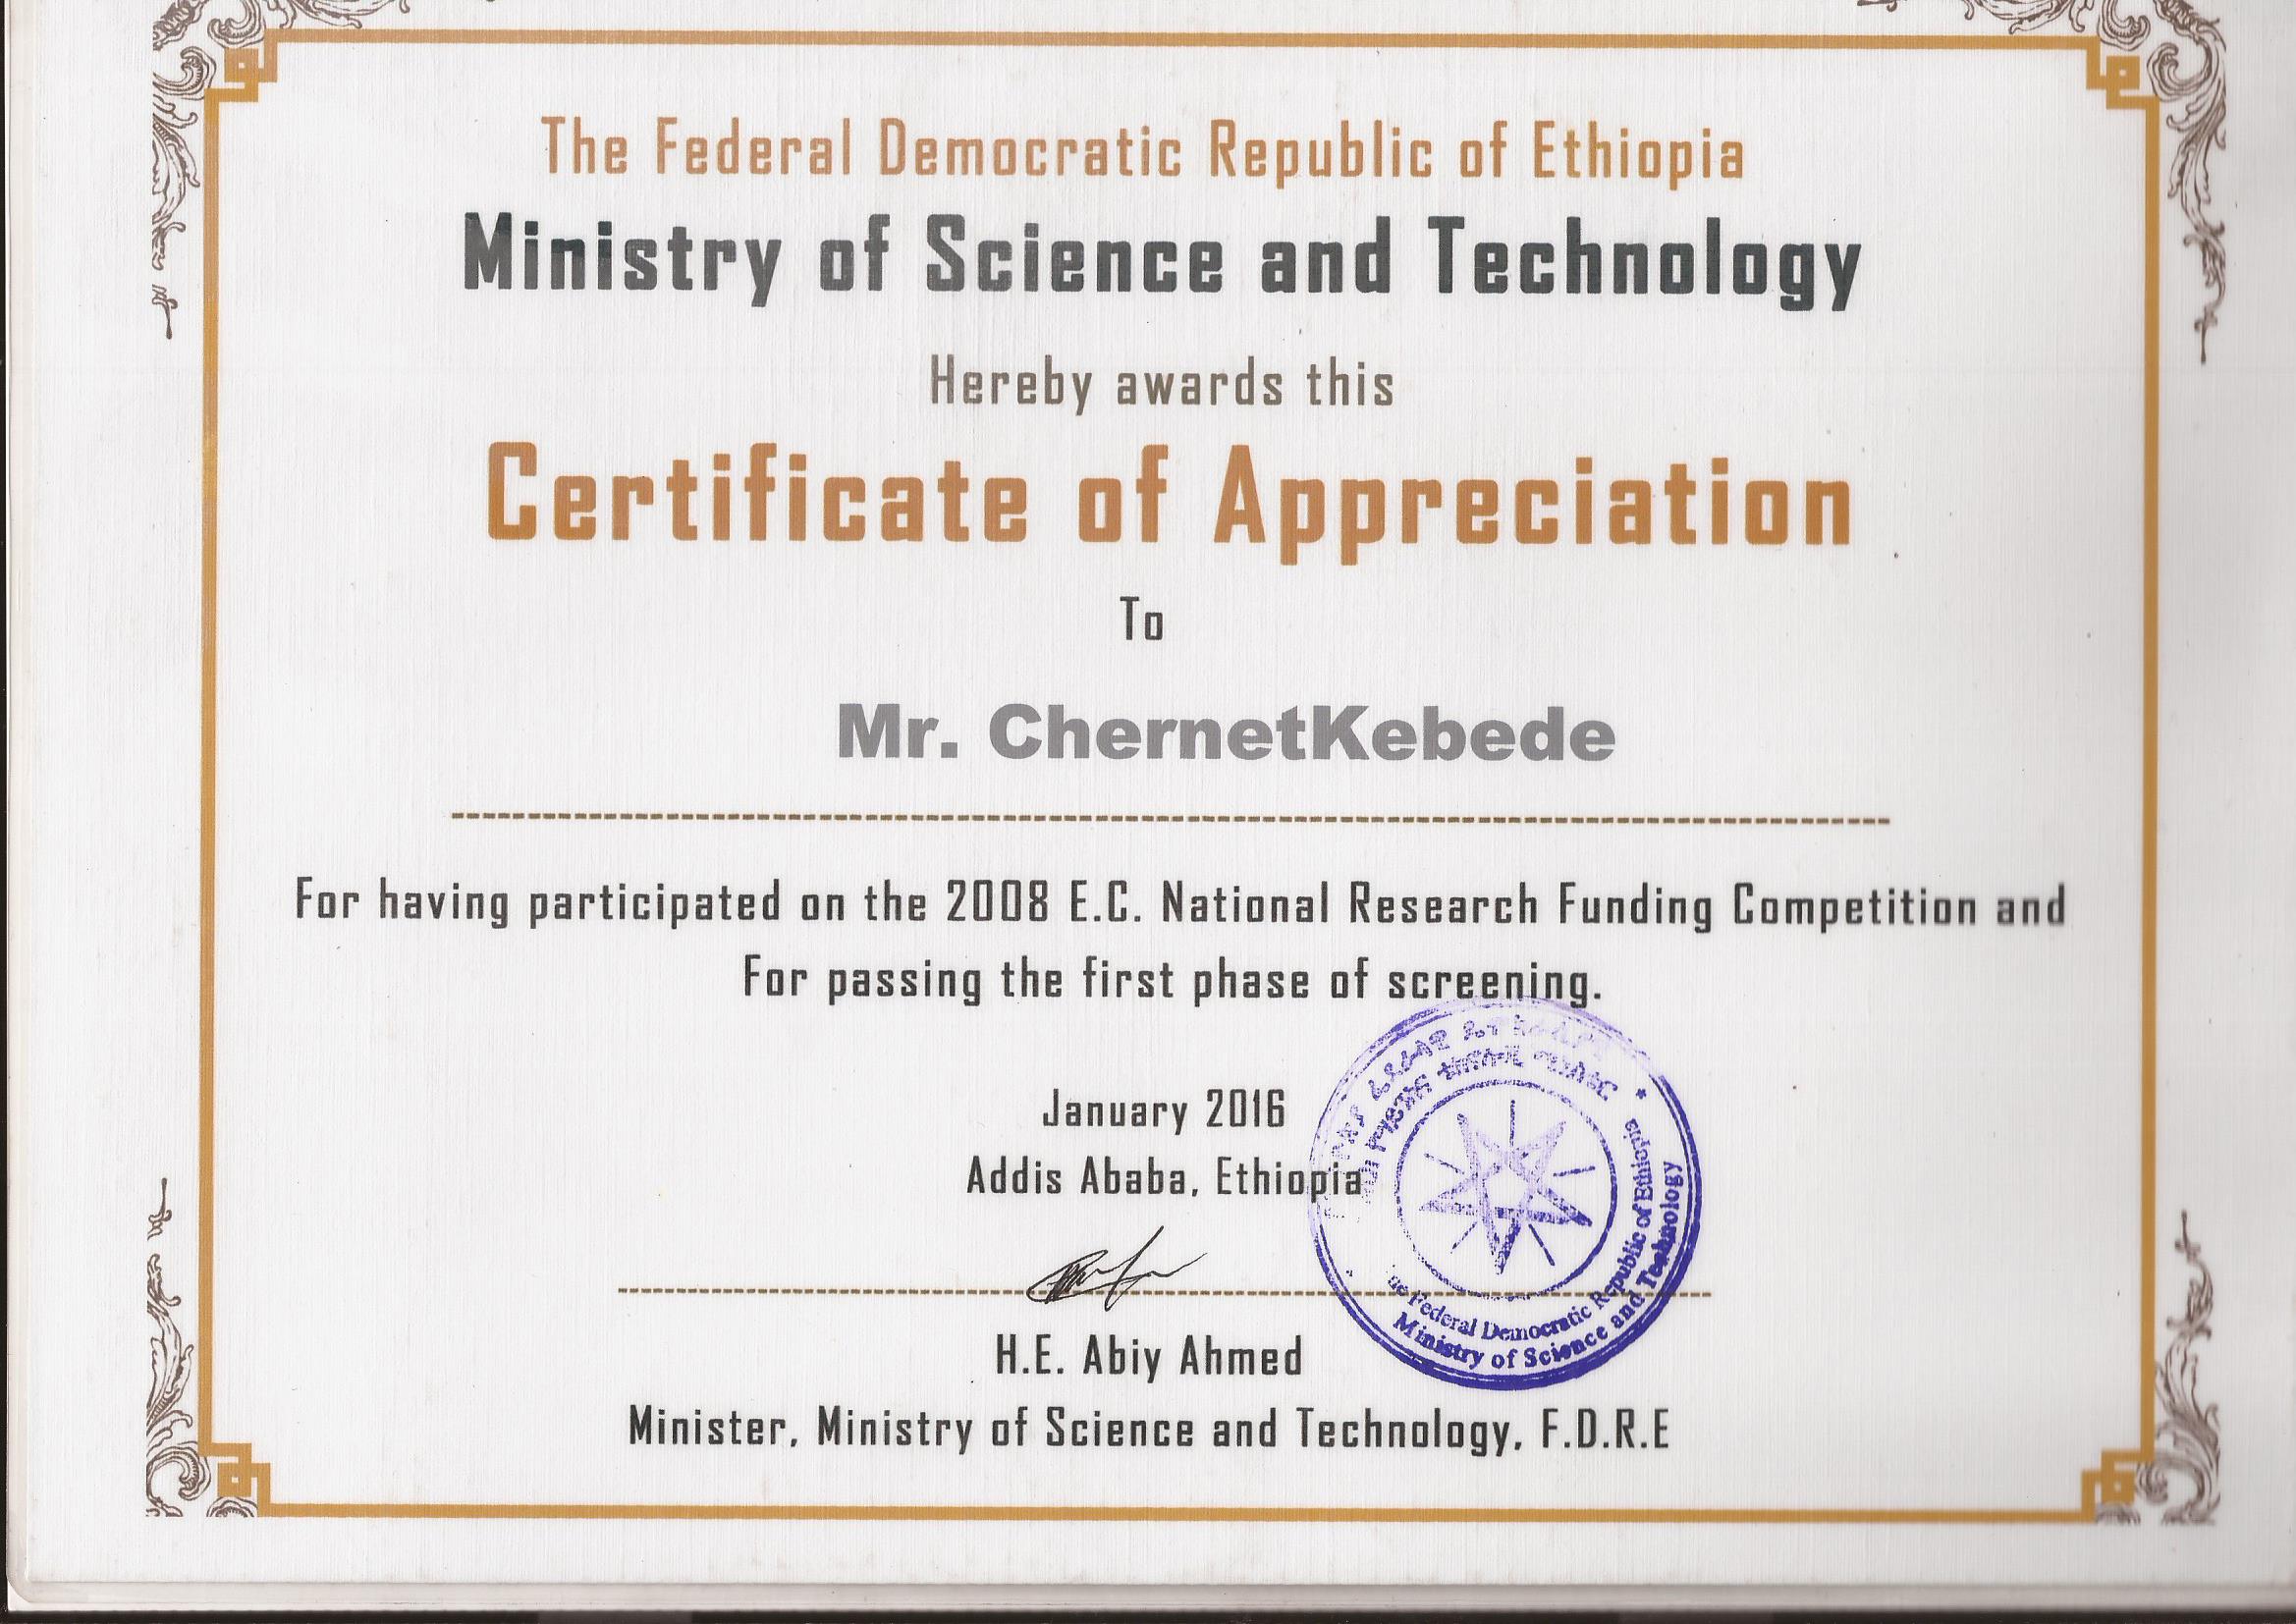 The Federal Democratic Republic of Ethiopia
Ministry of Science and Technology
Hereby awards this
Certificate of Appreciation
To
Mr. ChernetKebede
For having participated on the 2008 E.C. National Research Funding Competition and
For passing the first phase of screening.
January 2016
Addis Ababa, Ethiopia
H.E. Abiy Ahmed
Minister, Ministry of Science and Technology, F.D.R.E
Federal Democratic Republic of Ethiopia
Ministry of Science and Technology